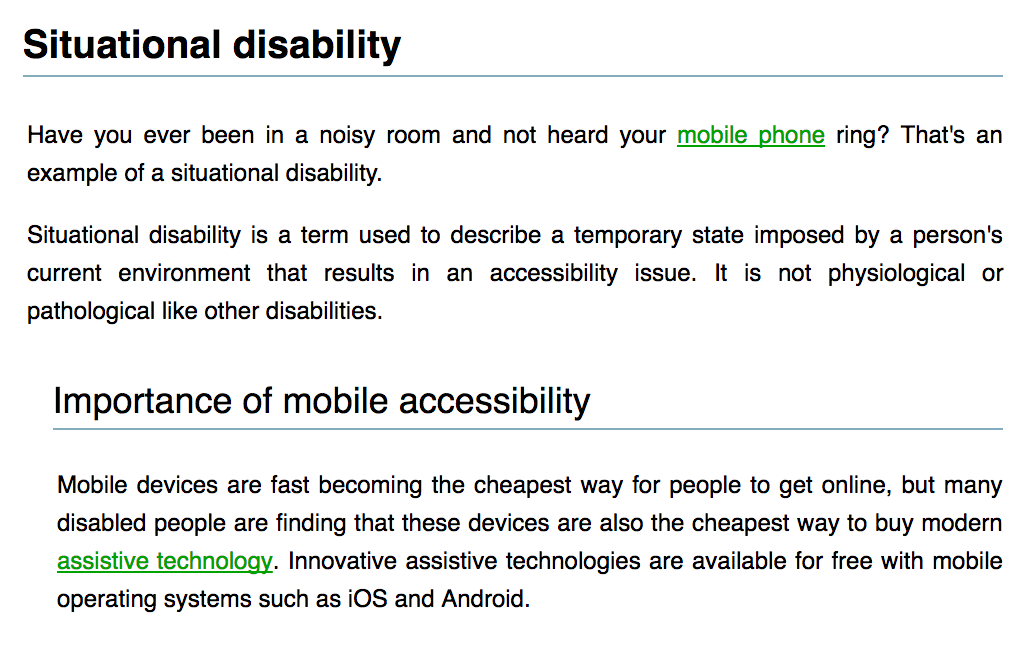 Situational disability
Have you ever been in a noisy room and not heard your mobile phone ring? That's an
example of a situational disability.
Situational disability is a term used to describe a temporary state imposed by a person's
current environment that results in an accessibility issue. It is not physiological or
pathological like other disabilities.
Importance of mobile accessibility
Mobile devices are fast becoming the cheapest way for people to get online, but many
disabled people are finding that these devices are also the cheapest way to buy modern
assistive technology. Innovative assistive technologies are available for free with mobile
operating systems such as iOS and Android.